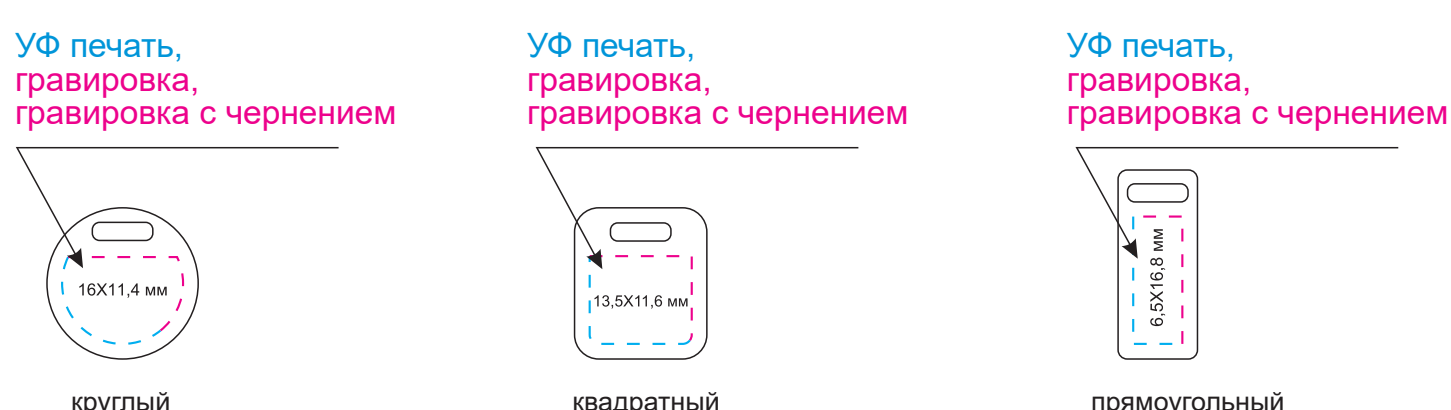 УФ печать,
гравировка,
гравировка с чернением
16X11,4 мм
круглый
УФ печать,
гравировка,
гравировка с чернением
13,5X11,6 мм
квадратный
УФ печать,
гравировка,
гравировка с чернением
6,5X16,8 мм
прямоугольный